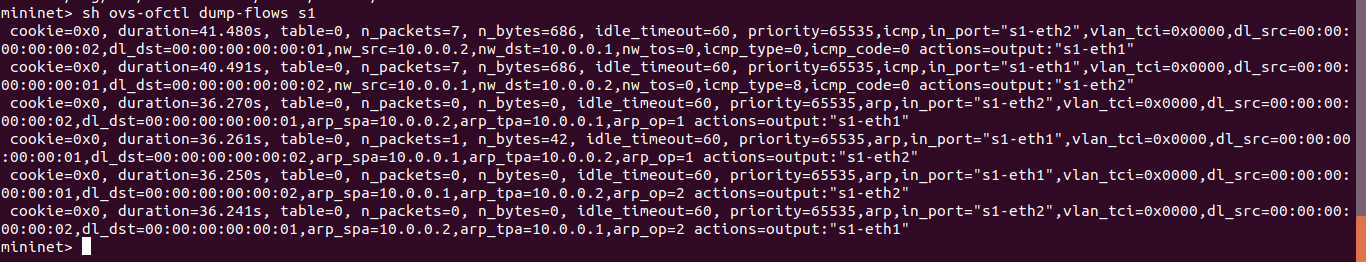 mininet> sh ovs-ofctl dump-flows s1
 cookie=0x0, duration=41.480s, table=0, n_packets=7, n_bytes=686, idle_timeout=60, priority=65535,icmp,in_port="s1-eth2",vlan_tci=0x0000,dl_src=00:00:00:
00:00:00:02,dl_dst=00:00:00:00:00:01,nw_src=10.0.0.2,nw_dst=10.0.0.1,nw_tos=0,icmp_type=0,icmp_code=0 actions=output:"s1-eth1"
 cookie=0x0, duration=40.491s, table=0, n_packets=7, n_bytes=686, idle_timeout=60, priority=65535,icmp,in_port="s1-eth1",vlan_tci=0x0000,dl_src=00:00:00:
00:00:00:01,dl_dst=00:00:00:00:00:02,nw_src=10.0.0.1,nw_dst=10.0.0.2,nw_tos=0,icmp_type=8,icmp_code=0 actions=output:"s1-eth2"
 cookie=0x0, duration=36.270s, table=0, n_packets=0, n_bytes=0, idle_timeout=60, priority=65535,arp,in_port="s1-eth2",vlan_tci=0x0000,dl_src=00:00:00:00:
00:00:02,dl_dst=00:00:00:00:00:01,arp_spa=10.0.0.2,arp_tpa=10.0.0.1,arp_op=1 actions=output:"s1-eth1"
 cookie=0x0, duration=36.261s, table=0, n_packets=1, n_bytes=42, idle_timeout=60, priority=65535,arp,in_port="s1-eth1",vlan_tci=0x0000,dl_src=00:00:00:00
:00:00:01,dl_dst=00:00:00:00:00:02,arp_spa=10.0.0.1,arp_tpa=10.0.0.2,arp_op=1 actions=output:"s1-eth2"
 cookie=0x0, duration=36.250s, table=0, n_packets=0, n_bytes=0, idle_timeout=60, priority=65535,arp,in_port="s1-eth1",vlan_tci=0x0000,dl_src=00:00:00:00:
00:00:01,dl_dst=00:00:00:00:00:02,arp_spa=10.0.0.1,arp_tpa=10.0.0.2,arp_op=2 actions=output:"s1-eth2"
 cookie=0x0, duration=36.241s, table=0, n_packets=0, n_bytes=0, idle_timeout=60, priority=65535,arp,in_port="s1-eth2",vlan_tci=0x0000,dl_src=00:00:00:00:
00:00:02,dl_dst=00:00:00:00:00:01,arp_spa=10.0.0.2,arp_tpa=10.0.0.1,arp_op=2 actions=output:"s1-eth1"
mininet>